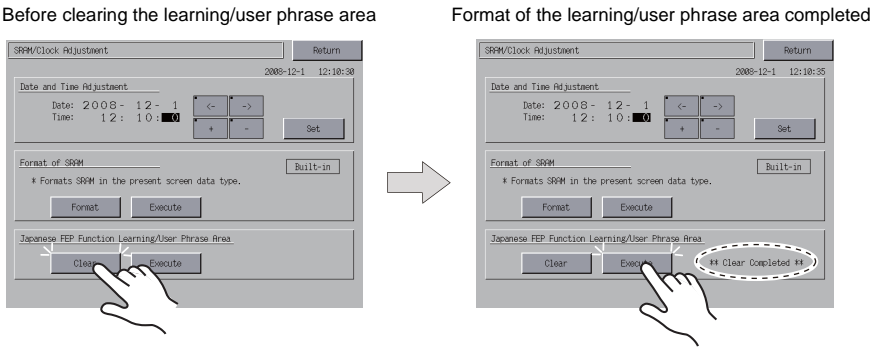 Before clearing the learning/user phrase area
SRAM/Clock Adjustment
Return
2008-12-1 12:10:30
Date and Time Adjustment
Date: 2008- 12- 1
<- ->
Time: 12: 10: 0
+ -
Set
Format of SRAM
Built-in
* Formats SRAM in the present screen data type.
Format Execute
Japanese FEP Function Learning/User Phrase Area
Clear Execute
Format of the learning/user phrase area completed
SRAM/Clock Adjustment
Return
2008-12-1 12:10:35
Date and Time Adjustment
Date: 2008- 12- 1
<- ->
Time: 12: 10: 0
+ -
Set
Format of SRAM
Built-in
* Formats SRAM in the present screen data type.
Format Execute
Japanese FEP Function Learning/User Phrase Area
Clear Execute ** Clear Completed **